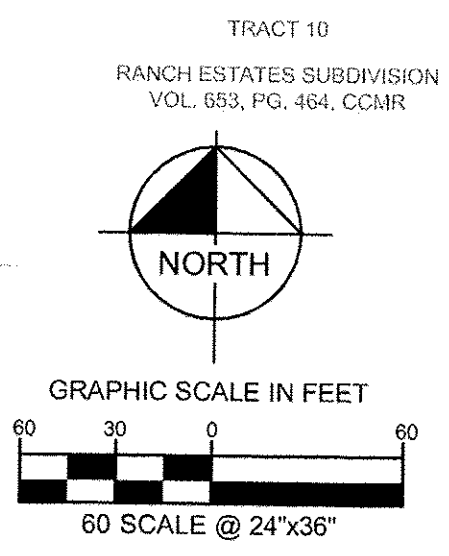 TRACT 10
RANCH ESTATES SUBDIVISION
VOL. 653, PG. 464, CCMR
NORTH
GRAPHIC SCALE IN FEET
60 30 0 60
60 SCALE @ 24"x36"